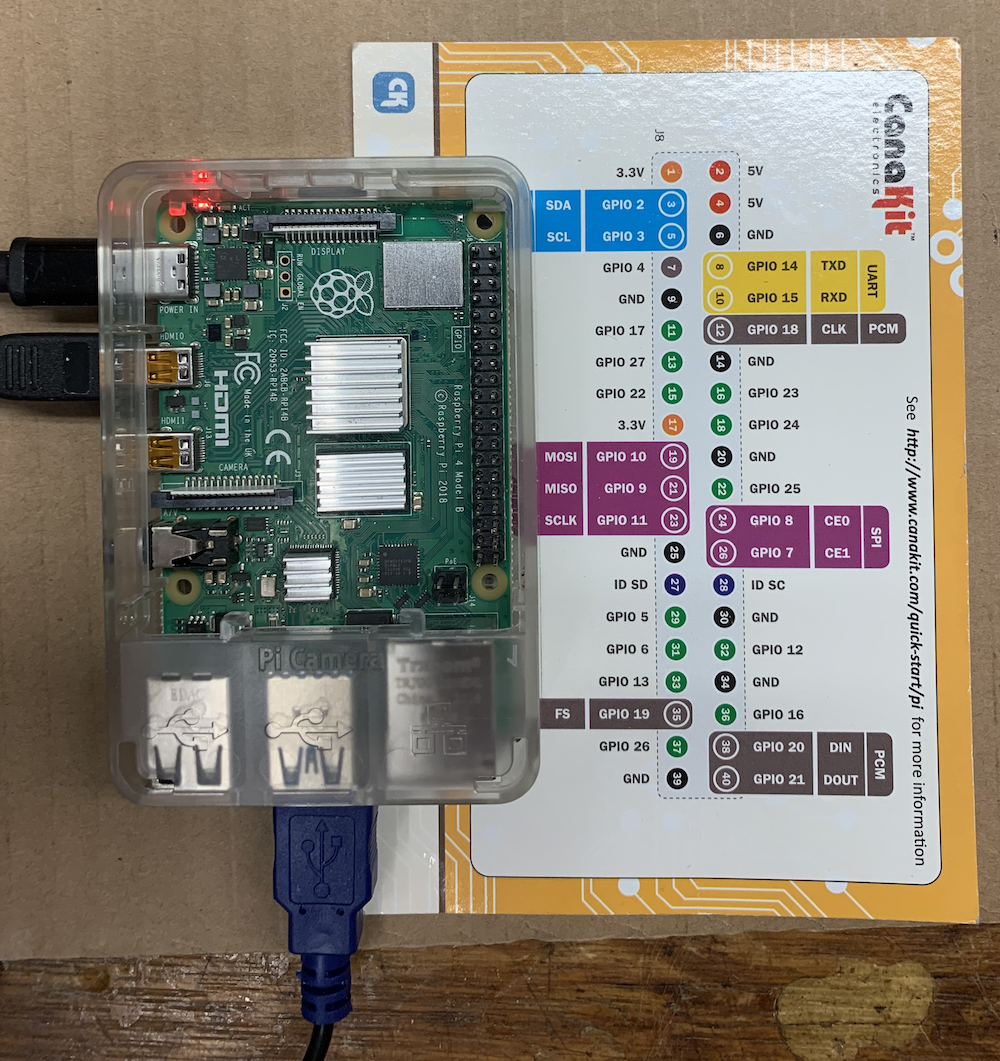 CK
CanaKit™
electronics
J8
3.3V 1 2 5V
SDA GPIO 2 3 4 5V
SCL GPIO 3 5 6 GND
GPIO 4 7 8 GPIO 14 TXD UART
GND 9 10 GPIO 15 RXD
GPIO 17 11 12 GPIO 18 CLK PCM
GPIO 27 13 14 GND
GPIO 22 15 16 GPIO 23
3.3V 17 18 GPIO 24
MOSI GPIO 10 19 20 GND
MISO GPIO 9 21 22 GPIO 25
SCLK GPIO 11 23 24 GPIO 8 CE0 SPI
GND 25 26 GPIO 7 CE1
ID SD 27 28 ID SC
GPIO 5 29 30 GND
GPIO 6 31 32 GPIO 12
GPIO 13 33 34 GND
FS GPIO 19 35 36 GPIO 16
GPIO 26 37 38 GPIO 20 DIN PCM
GND 39 40 GPIO 21 DOUT
See http://www.canakit.com/quick-start/pi for more information
ACT
DISPLAY
RUN
GLOBAL EN
J2
POWER IN
HDMI0
GPIO
FCC ID: 2ABCB-RPI4B
IC: 20953-RPI4B
FC
Made in the UK
HDMI
CE
HDMI1
CAMERA
Raspberry Pi 4 Model B
© Raspberry Pi 2018
PoE
J14
Pi Camera